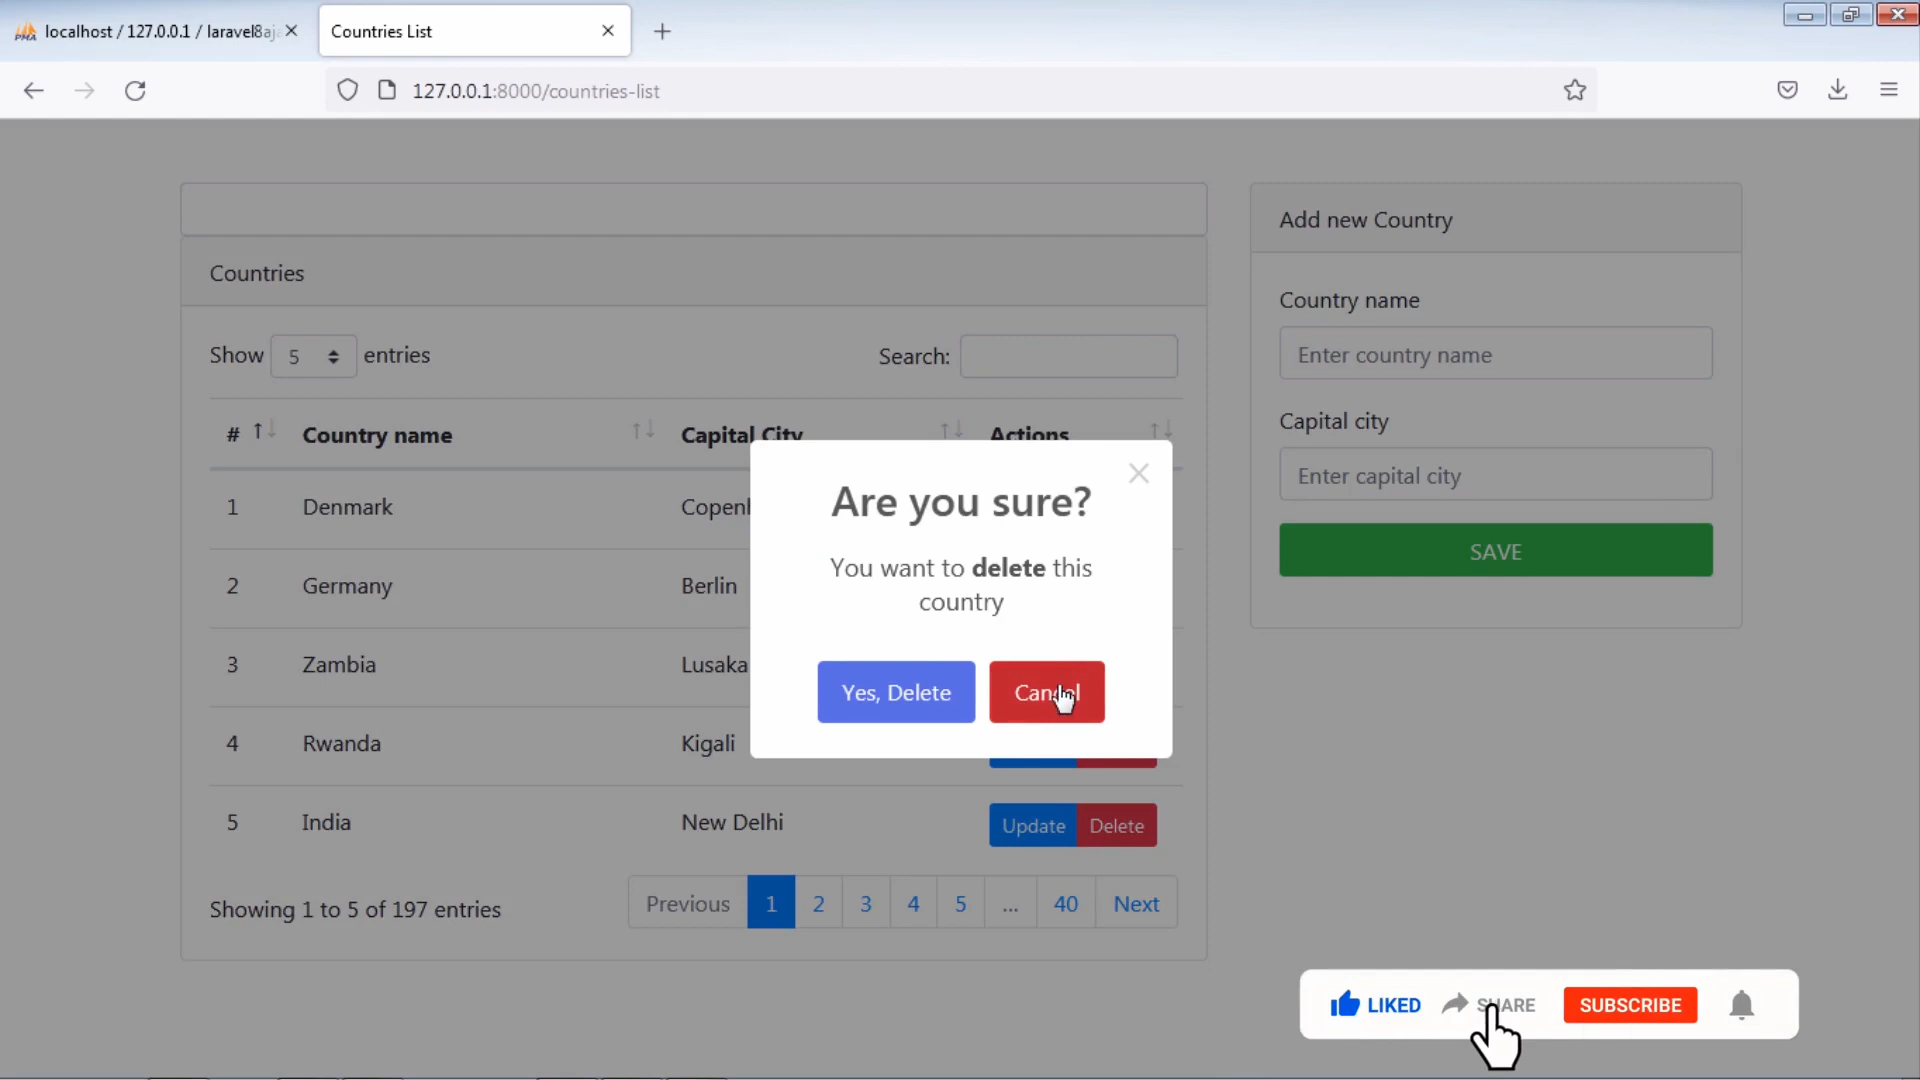 localhost / 127.0.0.1 / laravel8aj
Countries List
127.0.0.1:8000/countries-list
Countries
Show 5 entries
Search:
# Country name Capital City Actions
1 Denmark
2 Germany Berlin
3 Zambia Lusaka
4 Rwanda Kigali
5 India New Delhi Update Delete
Showing 1 to 5 of 197 entries
Previous 1 2 3 4 5 ... 40 Next
Are you sure?
You want to delete this
country
Yes, Delete Cancel
Add new Country
Country name
Enter country name
Capital city
Enter capital city
SAVE
LIKED SHARE SUBSCRIBE